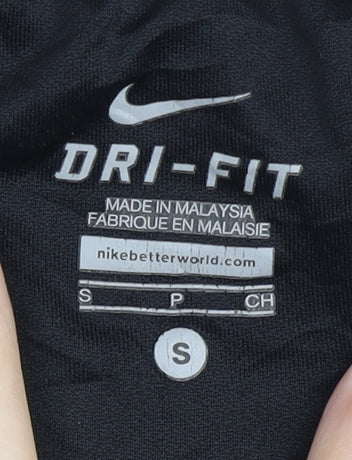 DRI-FIT
MADE IN MALAYSIA
FABRIQUE EN MALAISIE
nikebetterworld.com
S P CH
S